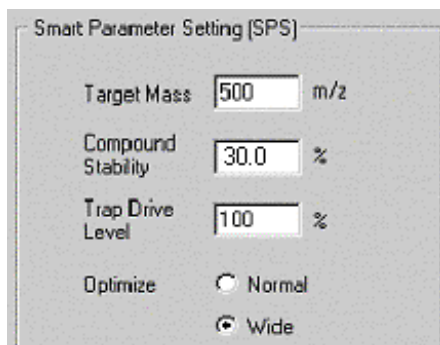 Smart Parameter Setting (SPS)
Target Mass 500 m/z
Compound
Stability 30.0 %
Trap Drive
Level 100 %
Optimize Normal
Wide